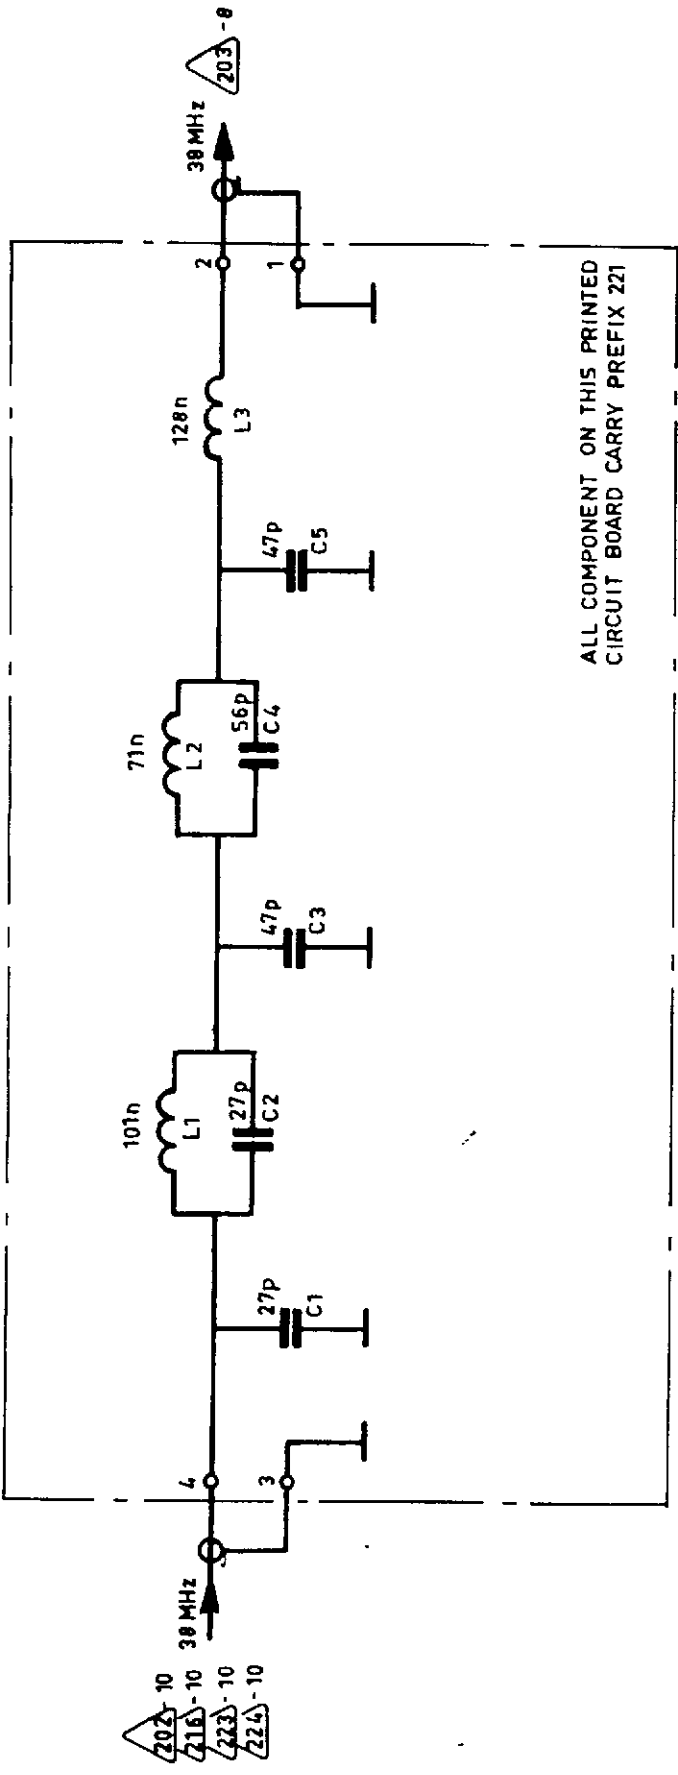 202 -10
216 -10
223 -10
224 -10
38 MHz
4
3
27p
C1
101n
L1
27p
C2
47p
C3
71n
L2
56p
C4
47p
C5
128n
L3
2
1
38 MHz
203 -8
ALL COMPONENT ON THIS PRINTED
CIRCUIT BOARD CARRY PREFIX 221